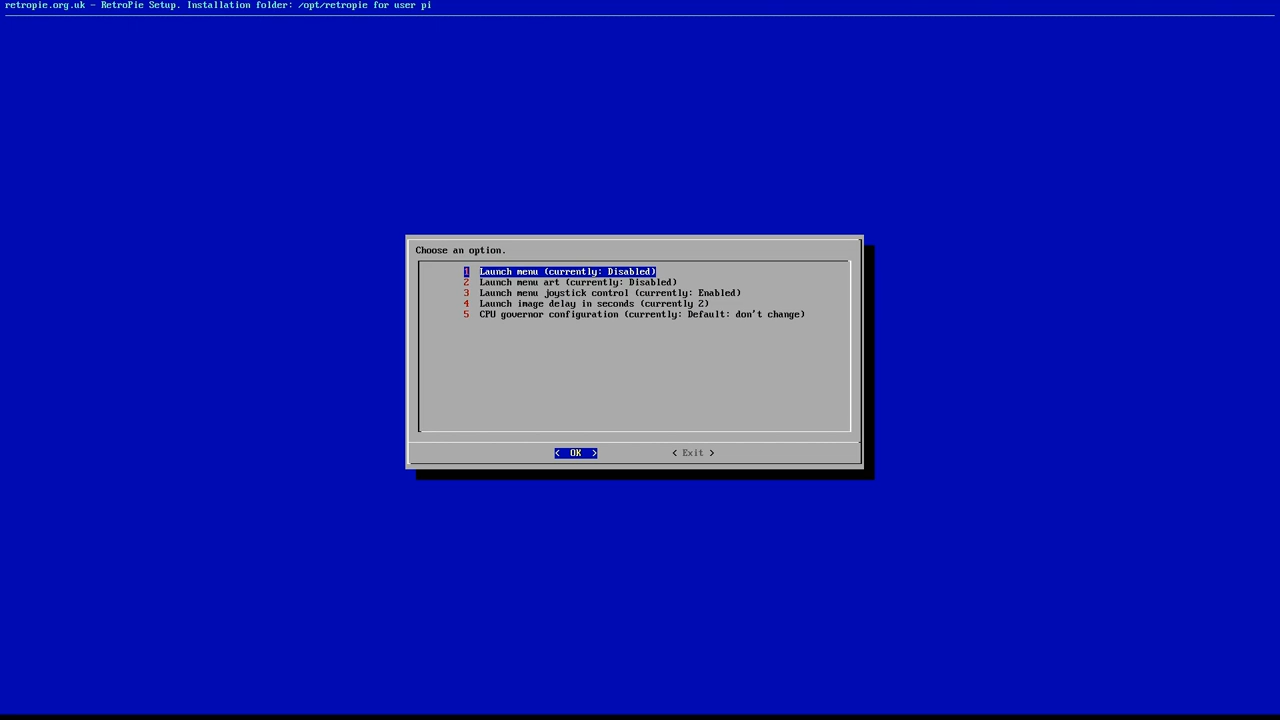 retropie.org.uk - RetroPie Setup. Installation folder: /opt/retropie for user pi
Choose an option.
1 Launch menu (currently: Disabled)
2 Launch menu art (currently: Disabled)
3 Launch menu joystick control (currently: Enabled)
4 Launch image delay in seconds (currently 2)
5 CPU governor configuration (currently: Default: don't change)
< OK > < Exit >